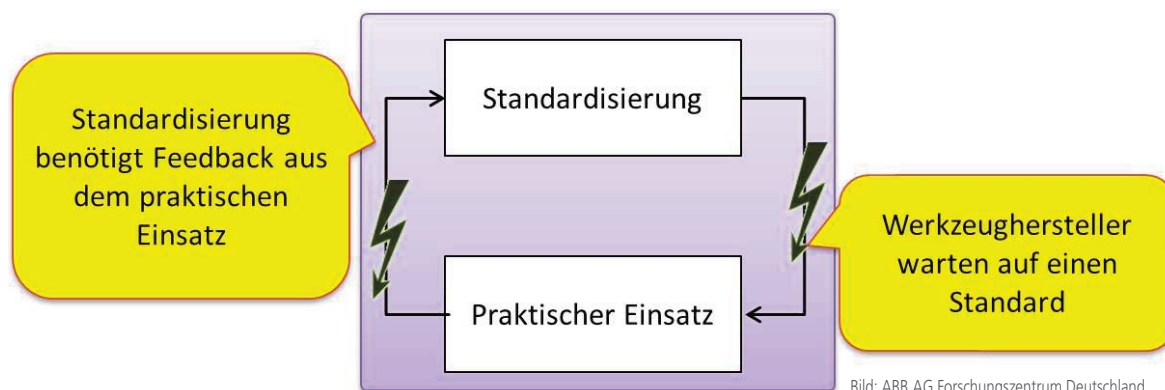 Standardisierung
benötigt Feedback aus
dem praktischen
Einsatz
Standardisierung
Praktischer Einsatz
Werkzeughersteller
warten auf einen
Standard
Bild: ABB AG Forschungszentrum Deutschland